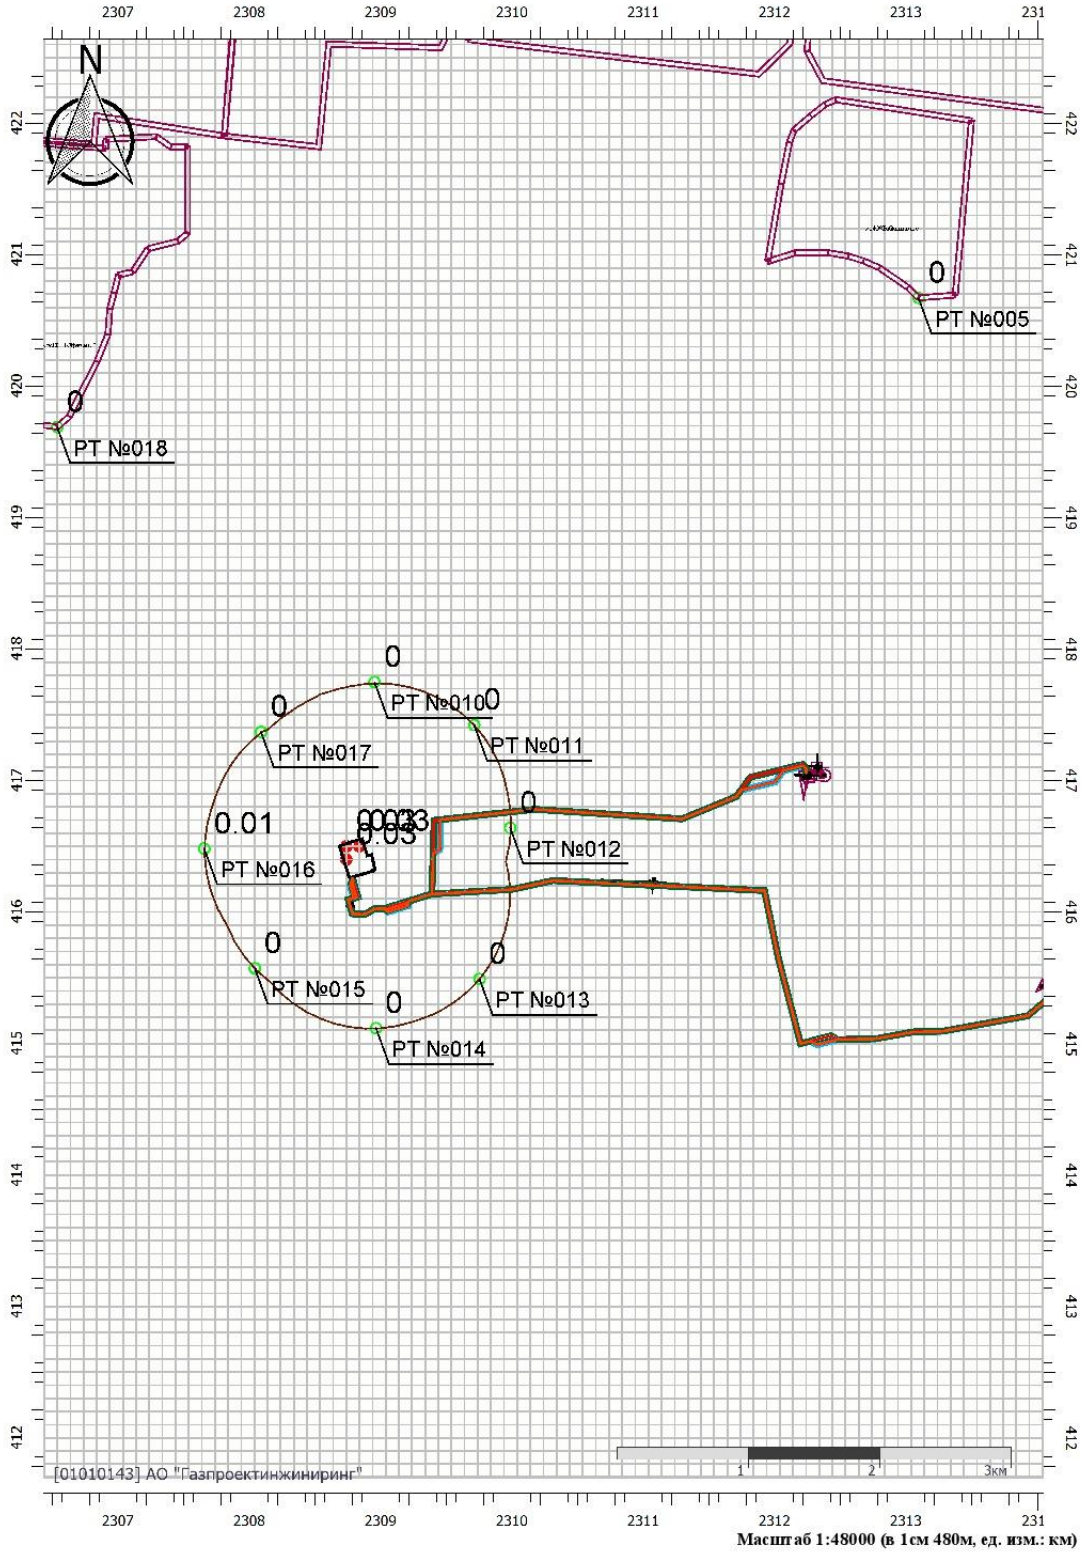 2307 2308 2309 2310 2311 2312 2313 231
N
422 422
421 421
0
РТ №005
420 420
0
РТ №018
419 419
418 418
0
РТ №010
0
РТ №011
0
РТ №017
417 417
0
РТ №012
0.01
РТ №016
0.03
416 416
0
РТ №015
0
РТ №013
0
РТ №014
415 415
414 414
413 413
412 412
[01010143] АО "Газпроектинжиниринг"
1 2 3км
2307 2308 2309 2310 2311 2312 2313 231
Масштаб 1:48000 (в 1см 480м, ед. изм.: км)